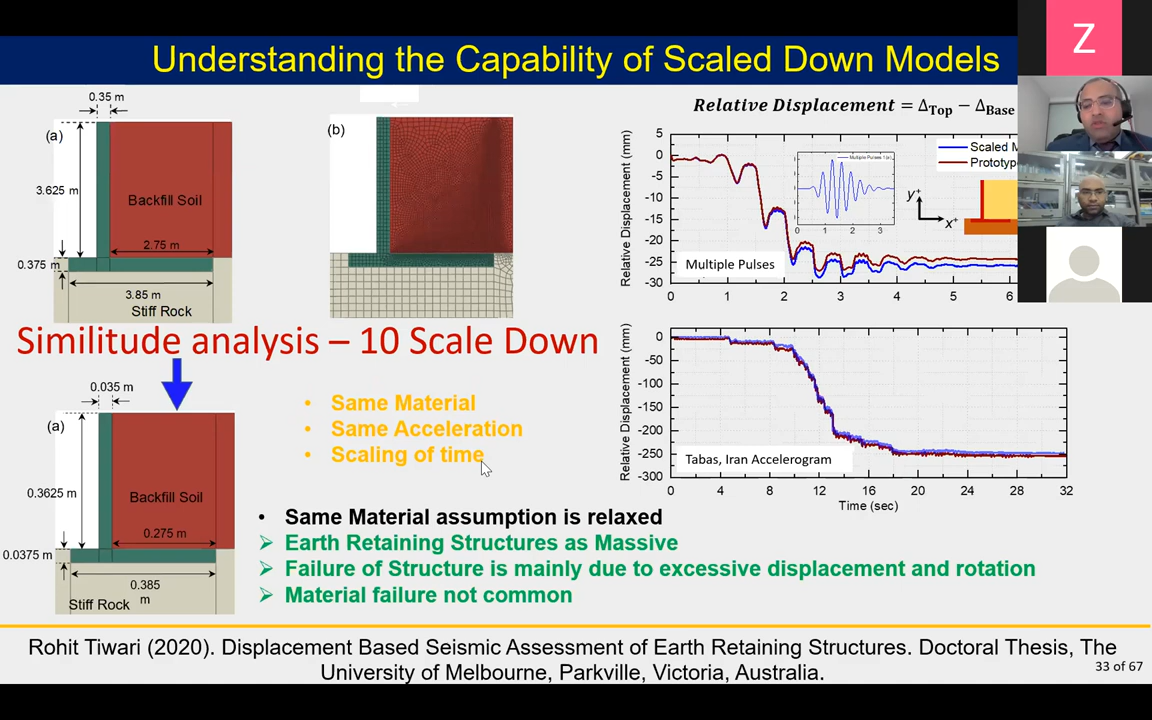 Understanding the Capability of Scaled Down Models
Z
0.35 m
(a)
3.625 m
Backfill Soil
2.75 m
0.375 m
3.85 m
Stiff Rock
(b)
Relative Displacement = Δ_Top − Δ_Base
Relative Displacement (mm)
5
0
-5
-10
-15
-20
-25
-30
Multiple Pulses
Scaled M
Prototyp
y+
x+
0 1 2 3 4 5 6
Similitude analysis – 10 Scale Down
0.035 m
(a)
0.3625 m
Backfill Soil
0.275 m
0.0375 m
0.385
m
Stiff Rock
• Same Material
• Same Acceleration
• Scaling of time
Relative Displacement (mm)
0
-50
-100
-150
-200
-250
-300
Tabas, Iran Accelerogram
0 4 8 12 16 20 24 28 32
Time (sec)
• Same Material assumption is relaxed
➢ Earth Retaining Structures as Massive
➢ Failure of Structure is mainly due to excessive displacement and rotation
➢ Material failure not common
Rohit Tiwari (2020). Displacement Based Seismic Assessment of Earth Retaining Structures. Doctoral Thesis, The
University of Melbourne, Parkville, Victoria, Australia.
33 of 67